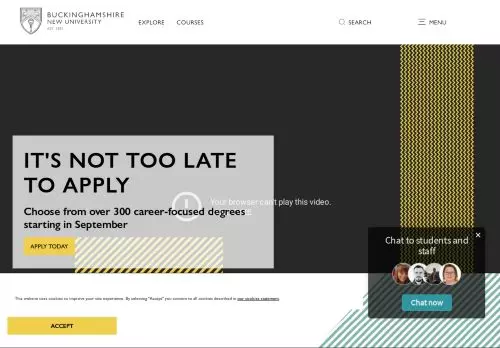 BUCKINGHAMSHIRE
NEW UNIVERSITY
EST. 1891
EXPLORE
COURSES
SEARCH
MENU
IT'S NOT TOO LATE
TO APPLY
Your browser can't play this video.
Choose from over 300 career-focused degrees
starting in September
APPLY TODAY
Chat to students and
staff
Chat now
This website uses cookies to improve your site experience. By selecting "Accept" you consent to all cookies described in our cookies statement.
ACCEPT